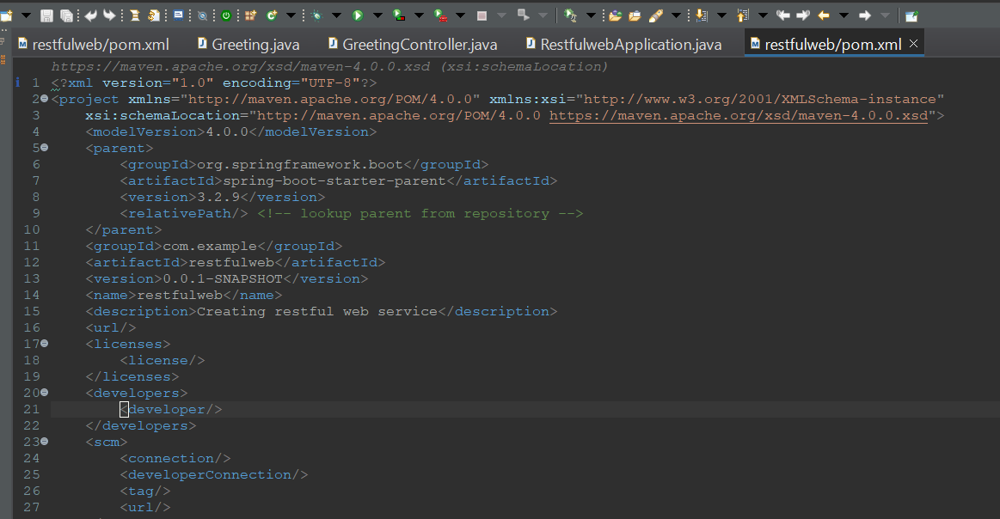 restfulweb/pom.xml Greeting.java GreetingController.java RestfulwebApplication.java restfulweb/pom.xml
https://maven.apache.org/xsd/maven-4.0.0.xsd (xsi:schemaLocation)
1 <?xml version="1.0" encoding="UTF-8"?>
2 <project xmlns="http://maven.apache.org/POM/4.0.0" xmlns:xsi="http://www.w3.org/2001/XMLSchema-instance"
3 xsi:schemaLocation="http://maven.apache.org/POM/4.0.0 https://maven.apache.org/xsd/maven-4.0.0.xsd">
4 <modelVersion>4.0.0</modelVersion>
5 <parent>
6 <groupId>org.springframework.boot</groupId>
7 <artifactId>spring-boot-starter-parent</artifactId>
8 <version>3.2.9</version>
9 <relativePath/> <!-- lookup parent from repository -->
10 </parent>
11 <groupId>com.example</groupId>
12 <artifactId>restfulweb</artifactId>
13 <version>0.0.1-SNAPSHOT</version>
14 <name>restfulweb</name>
15 <description>Creating restful web service</description>
16 <url/>
17 <licenses>
18 <license/>
19 </licenses>
20 <developers>
21 <developer/>
22 </developers>
23 <scm>
24 <connection/>
25 <developerConnection/>
26 <tag/>
27 <url/>